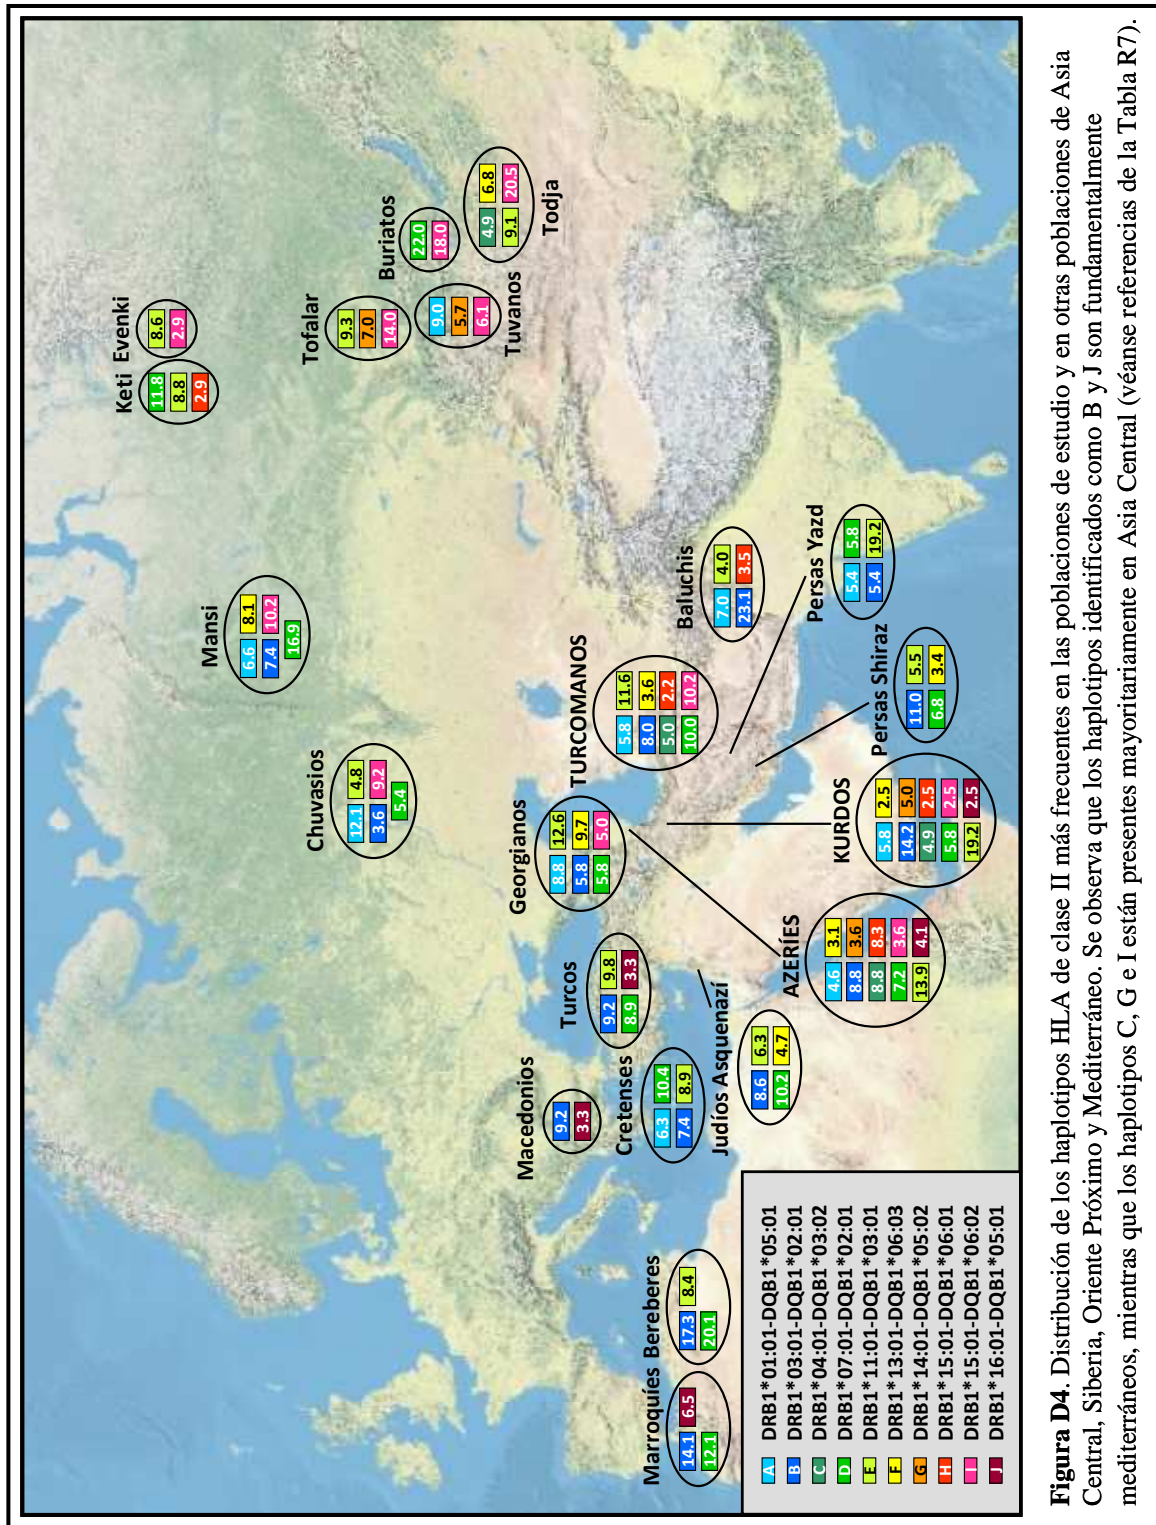 Keti
11.8
8.8
2.9
Evenki
8.6
2.9
Tofalar
9.3
7.0
14.0
Buriatos
22.0
18.0
Tuvanos
9.0
5.7
6.1
4.9 6.8
9.1 20.5
Todja
Mansi
6.6 8.1
7.4 10.2
16.9
Chuvasios
12.1 4.8
3.6 9.2
5.4
Georgianos
8.8 12.6
5.8 9.7
5.8 5.0
TURCOMANOS
5.8 11.6
8.0 3.6
5.0 2.2
10.0 10.2
Baluchis
7.0 4.0
23.1 3.5
Persas Yazd
5.4 5.8
5.4 19.2
Persas Shiraz
11.0 5.5
6.8 3.4
KURDOS
5.8 2.5
14.2 5.0
4.9 2.5
5.8 2.5
19.2 2.5
AZERÍES
4.6 3.1
8.8 3.6
8.8 8.3
7.2 3.6
13.9 4.1
Turcos
9.2 9.8
8.9 3.3
Macedonios
9.2
3.3
Cretenses
6.3 10.4
7.4 8.9
Judíos Asquenazí
8.6 6.3
10.2 4.7
Marroquíes
14.1 6.5
12.1
Bereberes
17.3 8.4
20.1
A DRB1*01:01-DQB1*05:01
B DRB1*03:01-DQB1*02:01
C DRB1*04:01-DQB1*03:02
D DRB1*07:01-DQB1*02:01
E DRB1*11:01-DQB1*03:01
F DRB1*13:01-DQB1*06:03
G DRB1*14:01-DQB1*05:02
H DRB1*15:01-DQB1*06:01
I DRB1*15:01-DQB1*06:02
J DRB1*16:01-DQB1*05:01
Figura D4. Distribución de los haplotipos HLA de clase II más frecuentes en las poblaciones de estudio y en otras poblaciones de Asia
Central, Siberia, Oriente Próximo y Mediterráneo. Se observa que los haplotipos identificados como B y J son fundamentalmente
mediterráneos, mientras que los haplotipos C, G e I están presentes mayoritariamente en Asia Central (véanse referencias de la Tabla R7).